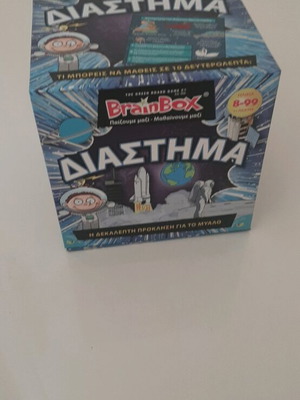 ΔΙΑΣΤΗΜΑ
ΤΙ ΜΠΟΡΕΙΣ ΝΑ ΜΑΘΕΙΣ ΣΕ 10 ΔΕΥΤΕΡΟΛΕΠΤΑ;
BrainBox
Παίζουμε μαζί - Μαθαίνουμε μαζί
8-99
ΔΙΑΣΤΗΜΑ
Η ΔΕΚΑΛΕΠΤΗ ΠΡΟΚΛΗΣΗ ΓΙΑ ΤΟ ΜΥΑΛΟ